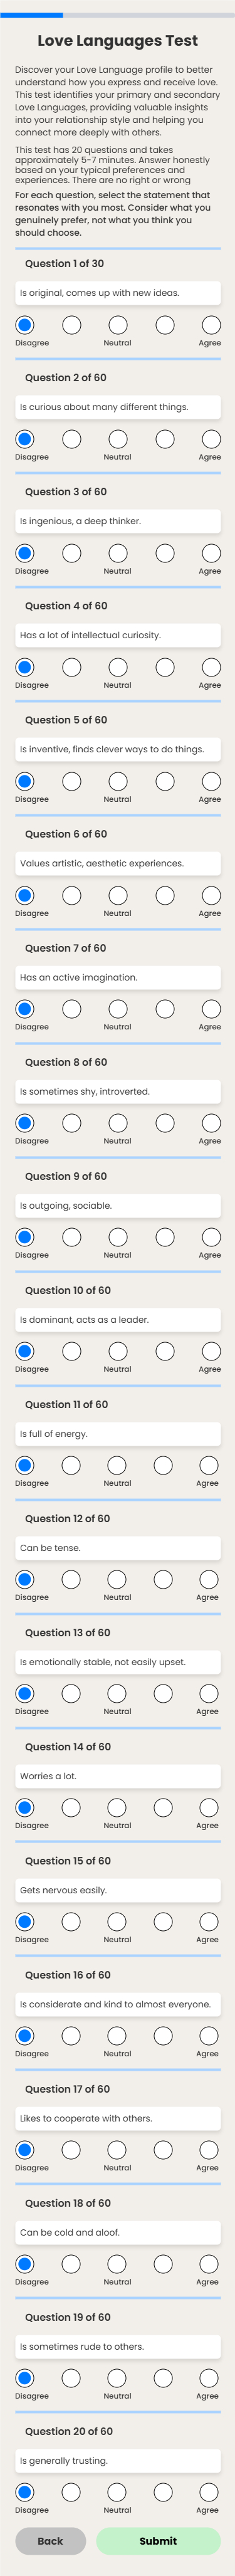 Love Languages Test
Discover your Love Language profile to better
understand how you express and receive love.
This test identifies your primary and secondary
Love Languages, providing valuable insights
into your relationship style and helping you
connect more deeply with others.
This test has 20 questions and takes
approximately 5-7 minutes. Answer honestly
based on your typical preferences and
experiences. There are no right or wrong
For each question, select the statement that
resonates with you most. Consider what you
genuinely prefer, not what you think you
should choose.
Question 1 of 30
Is original, comes up with new ideas.
Disagree Neutral Agree
Question 2 of 60
Is curious about many different things.
Disagree Neutral Agree
Question 3 of 60
Is ingenious, a deep thinker.
Disagree Neutral Agree
Question 4 of 60
Has a lot of intellectual curiosity.
Disagree Neutral Agree
Question 5 of 60
Is inventive, finds clever ways to do things.
Disagree Neutral Agree
Question 6 of 60
Values artistic, aesthetic experiences.
Disagree Neutral Agree
Question 7 of 60
Has an active imagination.
Disagree Neutral Agree
Question 8 of 60
Is sometimes shy, introverted.
Disagree Neutral Agree
Question 9 of 60
Is outgoing, sociable.
Disagree Neutral Agree
Question 10 of 60
Is dominant, acts as a leader.
Disagree Neutral Agree
Question 11 of 60
Is full of energy.
Disagree Neutral Agree
Question 12 of 60
Can be tense.
Disagree Neutral Agree
Question 13 of 60
Is emotionally stable, not easily upset.
Disagree Neutral Agree
Question 14 of 60
Worries a lot.
Disagree Neutral Agree
Question 15 of 60
Gets nervous easily.
Disagree Neutral Agree
Question 16 of 60
Is considerate and kind to almost everyone.
Disagree Neutral Agree
Question 17 of 60
Likes to cooperate with others.
Disagree Neutral Agree
Question 18 of 60
Can be cold and aloof.
Disagree Neutral Agree
Question 19 of 60
Is sometimes rude to others.
Disagree Neutral Agree
Question 20 of 60
Is generally trusting.
Disagree Neutral Agree
Back Submit